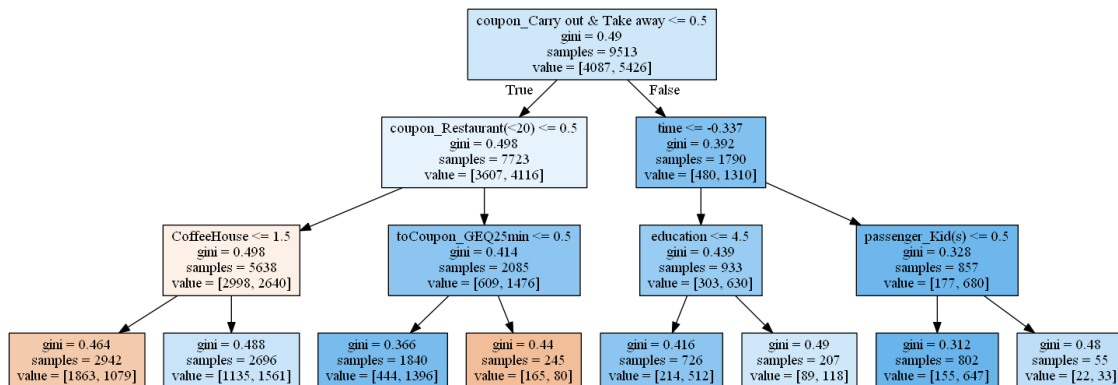 coupon_Carry out & Take away <= 0.5
gini = 0.49
samples = 9513
value = [4087, 5426]
True
False
coupon_Restaurant(<20) <= 0.5
gini = 0.498
samples = 7723
value = [3607, 4116]
time <= -0.337
gini = 0.392
samples = 1790
value = [480, 1310]
CoffeeHouse <= 1.5
gini = 0.498
samples = 5638
value = [2998, 2640]
toCoupon_GEQ25min <= 0.5
gini = 0.414
samples = 2085
value = [609, 1476]
education <= 4.5
gini = 0.439
samples = 933
value = [303, 630]
passenger_Kid(s) <= 0.5
gini = 0.328
samples = 857
value = [177, 680]
gini = 0.464
samples = 2942
value = [1863, 1079]
gini = 0.488
samples = 2696
value = [1135, 1561]
gini = 0.366
samples = 1840
value = [444, 1396]
gini = 0.44
samples = 245
value = [165, 80]
gini = 0.416
samples = 726
value = [214, 512]
gini = 0.49
samples = 207
value = [89, 118]
gini = 0.312
samples = 802
value = [155, 647]
gini = 0.48
samples = 55
value = [22, 33